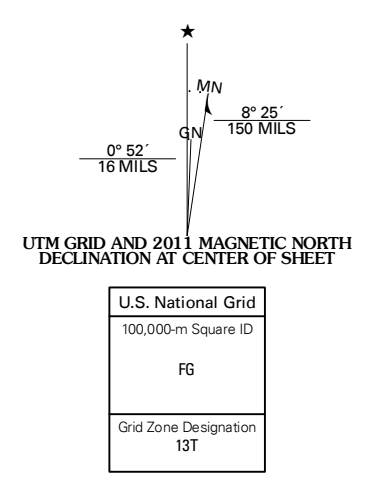 ★
MN
8° 25´
150 MILS
GN
0° 52´
16 MILS
UTM GRID AND 2011 MAGNETIC NORTH
DECLINATION AT CENTER OF SHEET
U.S. National Grid
100,000-m Square ID
FG
Grid Zone Designation
13T